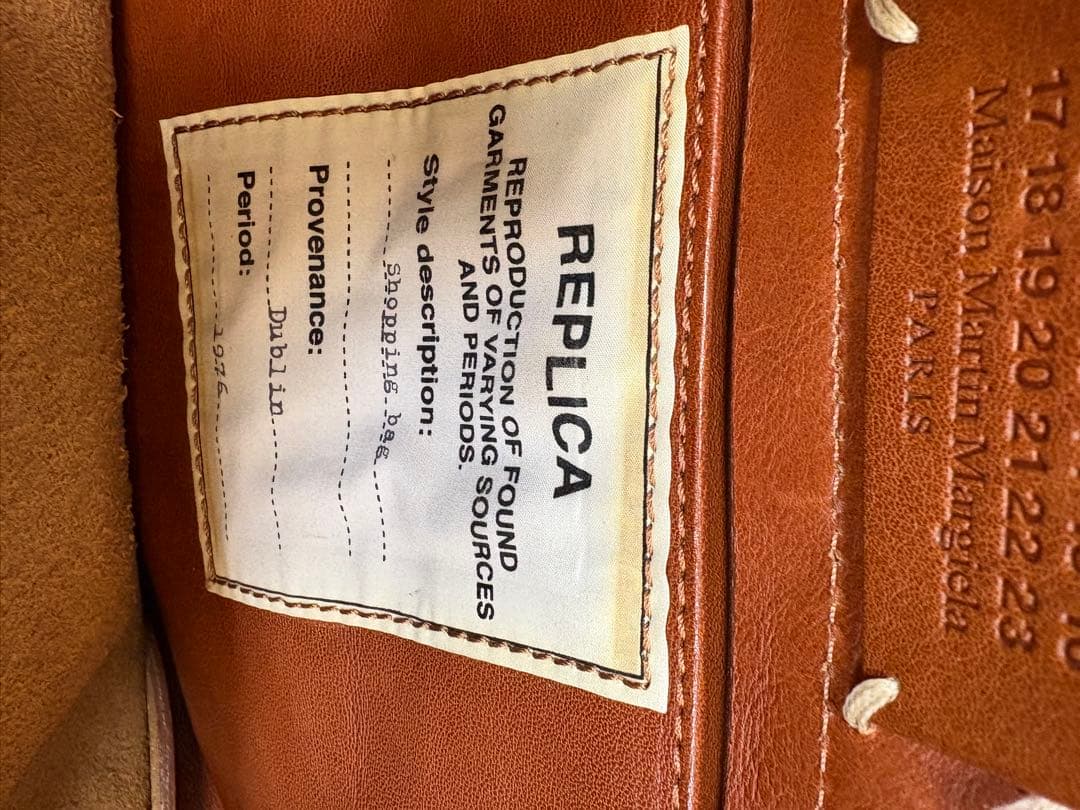 17 18 19 20 21 22 23
Maison Martin Margiela
PARIS
REPLICA
REPRODUCTION OF FOUND
GARMENTS OF VARYING SOURCES
AND PERIODS.
Style description:
Shopping bag
Provenance:
Dublin
Period:
1976